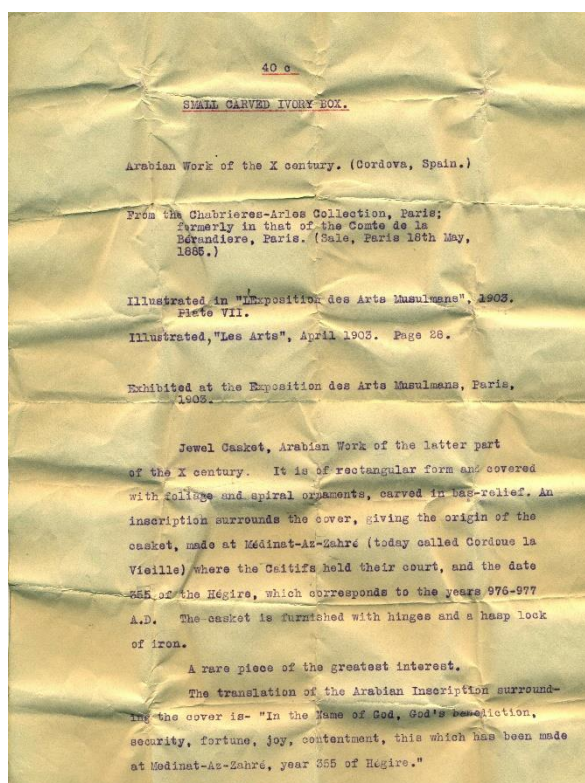 40 c
SMALL CARVED IVORY BOX.
Arabian Work of the X century. (Cordova, Spain.)
From the Chabrieres-Arles Collection, Paris;
formerly in that of the Comte de la
Bérandiere, Paris. (Sale, Paris 18th May,
1885.)
Illustrated in "L'Exposition des Arts Musulmans", 1903.
Plate VII.
Illustrated, "Les Arts", April 1903. Page 28.
Exhibited at the Exposition des Arts Musulmans, Paris,
1903.
Jewel Casket, Arabian Work of the latter part
of the X century. It is of rectangular form and covered
with foliage and spiral ornaments, carved in bas-relief. An
inscription surrounds the cover, giving the origin of the
casket, made at Médinat-Az-Zahré (today called Cordoue la
Vieille) where the Caitifs held their court, and the date
355 of the Hégire, which corresponds to the years 976-977
A.D. The casket is furnished with hinges and a hasp lock
of iron.
A rare piece of the greatest interest.
The translation of the Arabian Inscription surround-
ing the cover is- "In the Name of God, God's benediction,
security, fortune, joy, contentment, this which has been made
at Medinat-Az-Zahré, year 355 of Hégire."